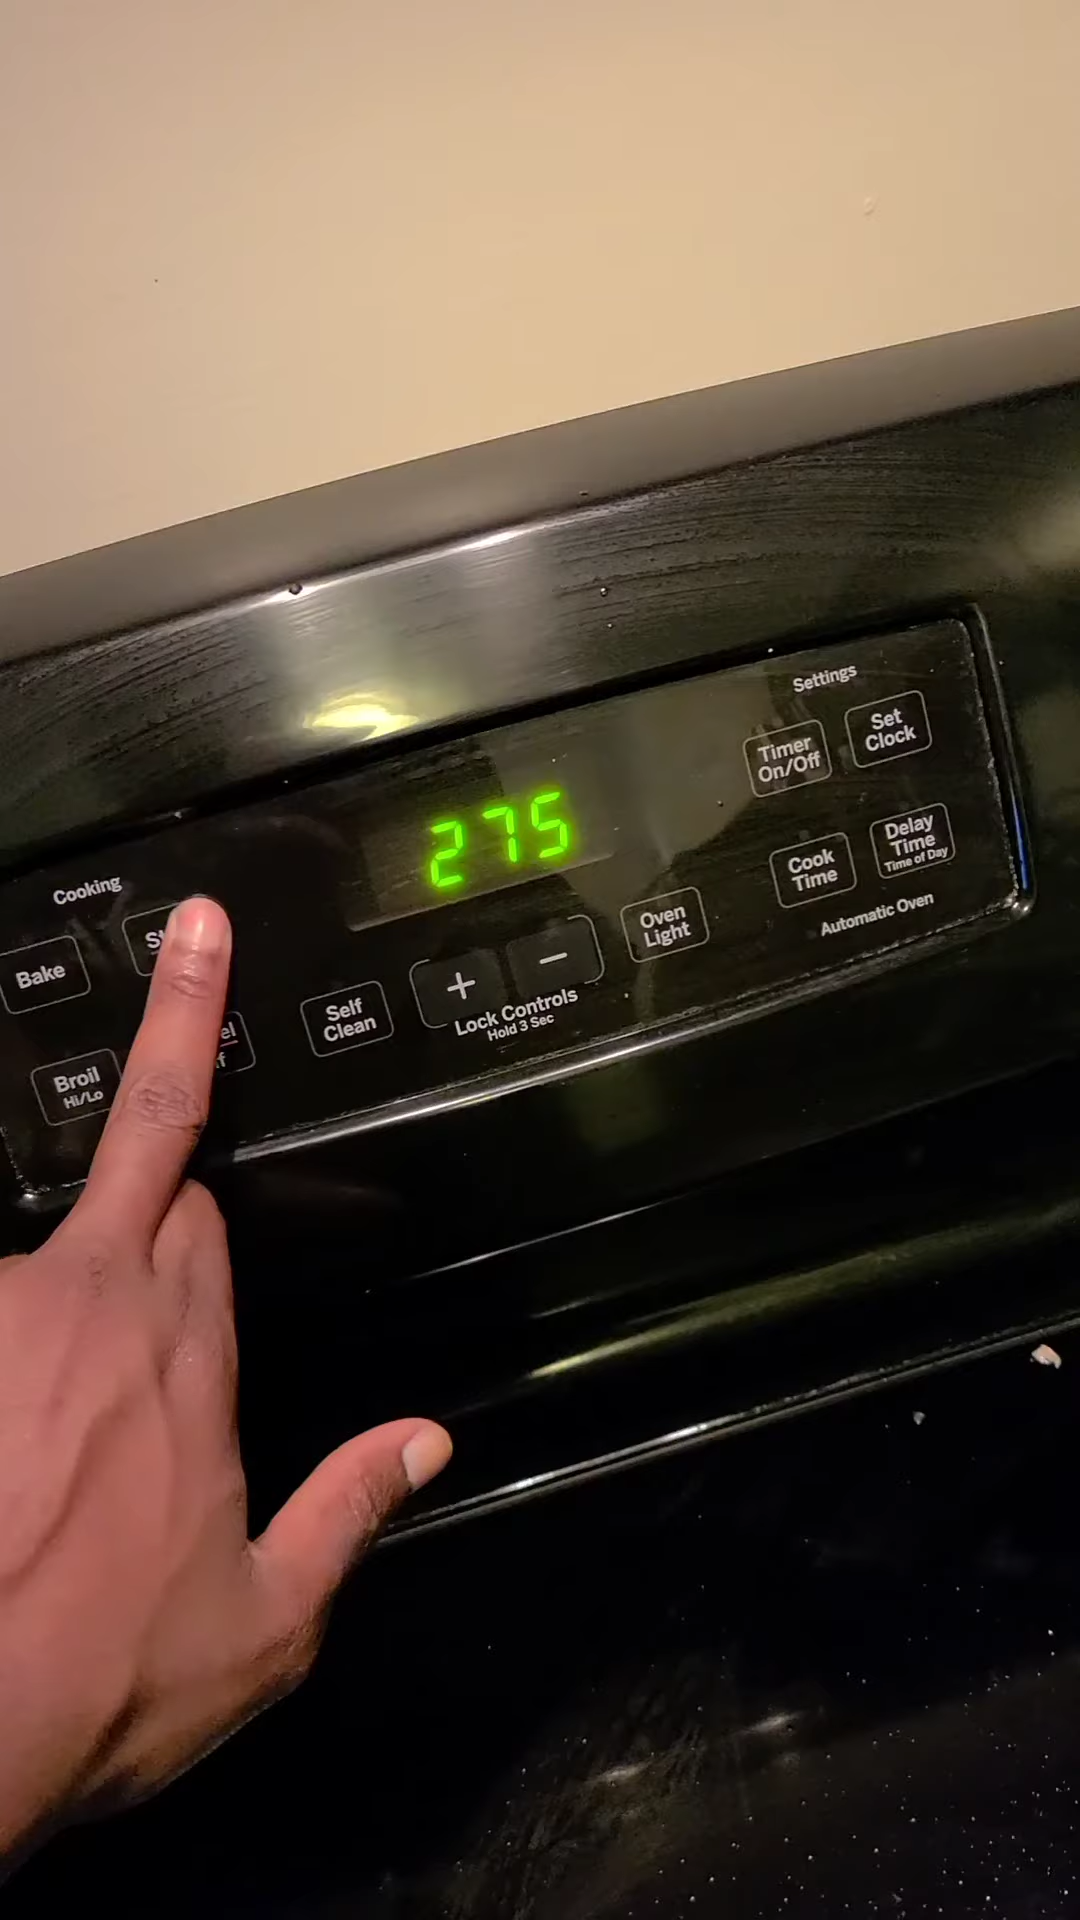 Settings
Timer
On/Off
Set
Clock
275
Cooking
Cook
Time
Delay
Time
Time of Day
Automatic Oven
Bake
Oven
Light
+
−
Lock Controls
Hold 3 Sec
Self
Clean
Broil
Hi/Lo